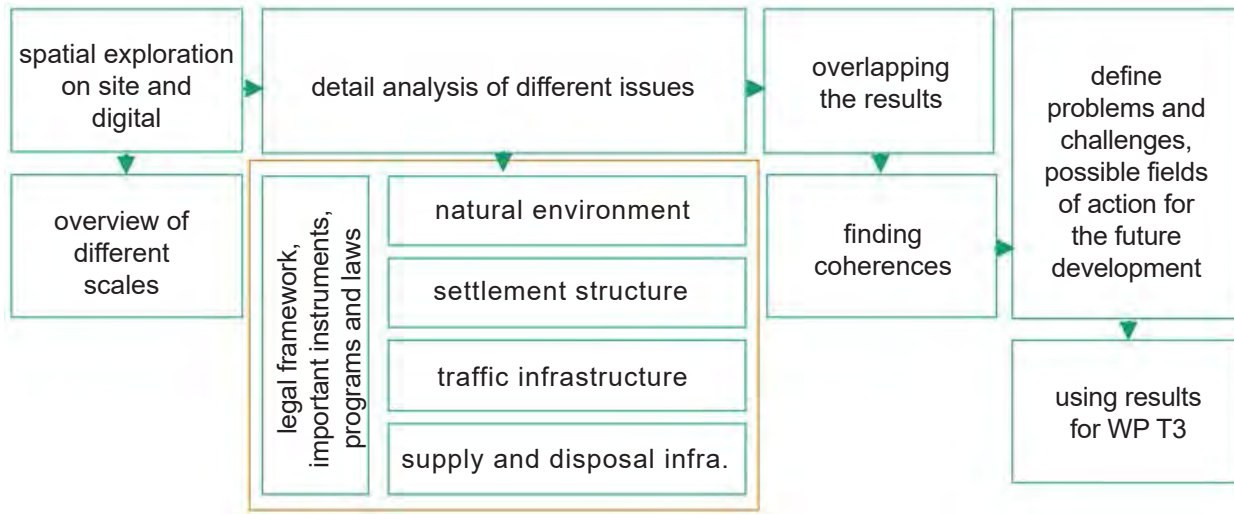 spatial exploration
on site and
digital
overview of
different
scales
detail analysis of different issues
legal framework,
important instruments,
programs and laws
natural environment
settlement structure
traffic infrastructure
supply and disposal infra.
overlapping
the results
finding
coherences
define
problems and
challenges,
possible fields
of action for
the future
development
using results
for WP T3